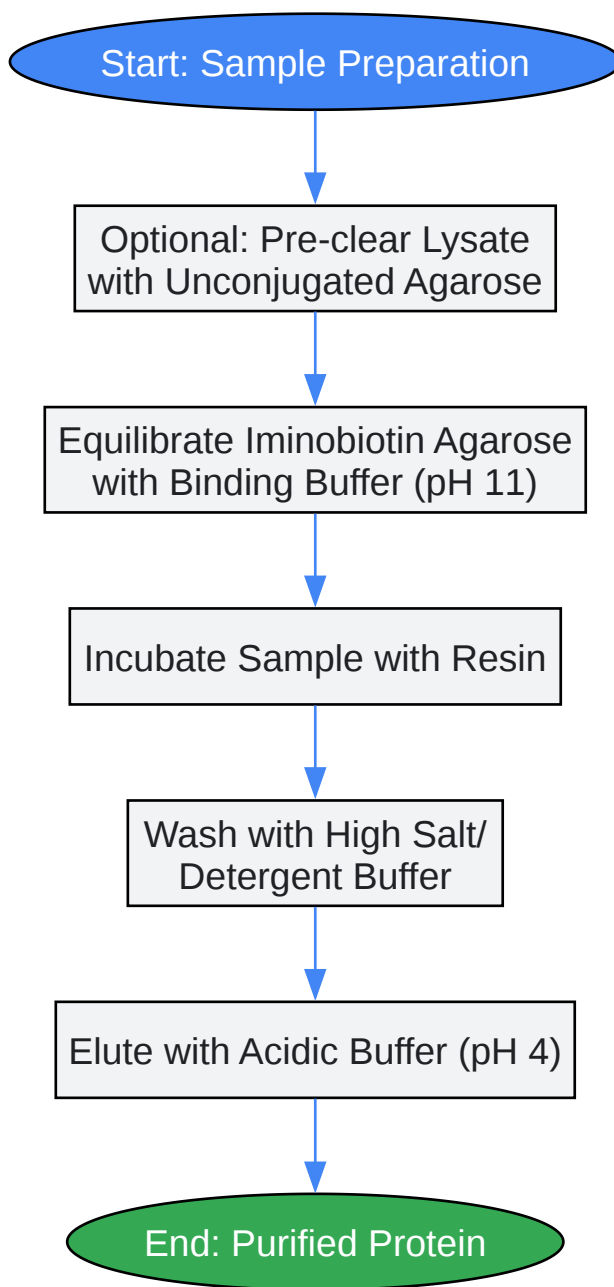 Start: Sample Preparation
Optional: Pre-clear Lysate
with Unconjugated Agarose
Equilibrate Iminobiotin Agarose
with Binding Buffer (pH 11)
Incubate Sample with Resin
Wash with High Salt/
Detergent Buffer
Elute with Acidic Buffer (pH 4)
End: Purified Protein